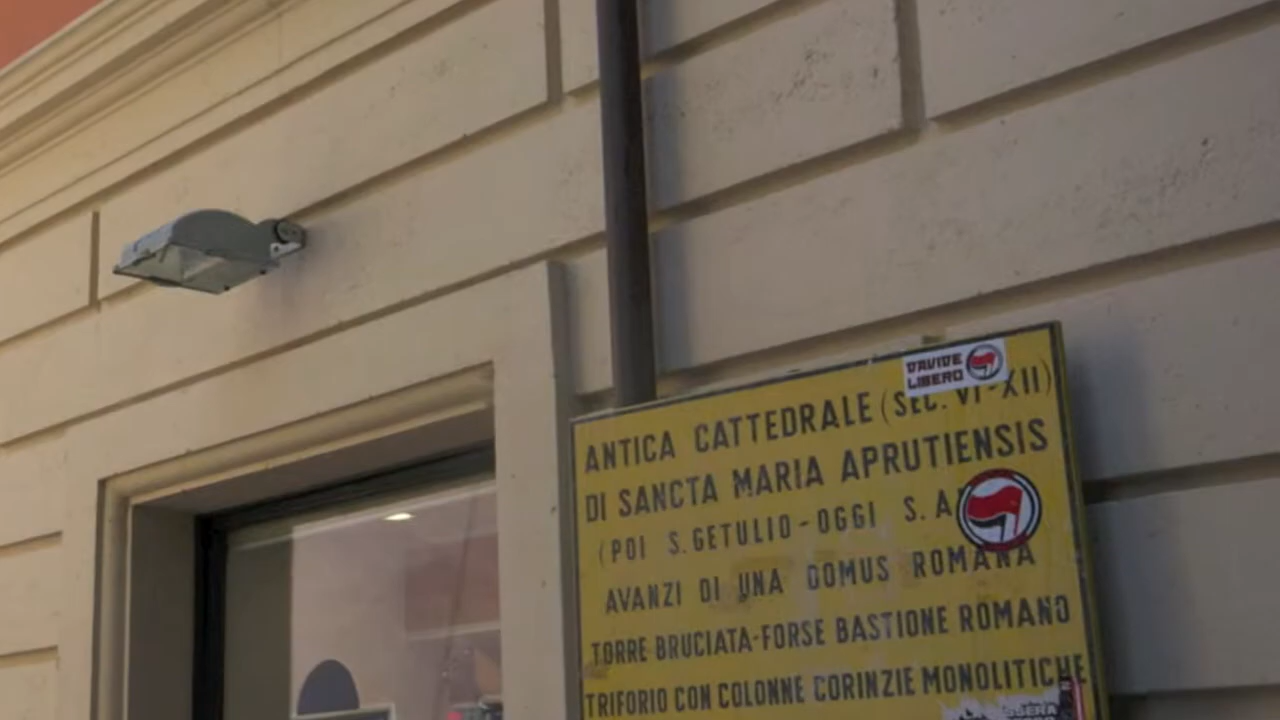 DAVIDE
LIBERO
ANTICA CATTEDRALE (SEC. VI-XII)
DI SANCTA MARIA APRUTIENSIS
(POI S. GETULIO-OGGI S. A
AVANZI DI UNA DOMUS ROMANA
TORRE BRUCIATA-FORSE BASTIONE ROMANO
TRIFORIO CON COLONNE CORINZIE MONOLITICHE